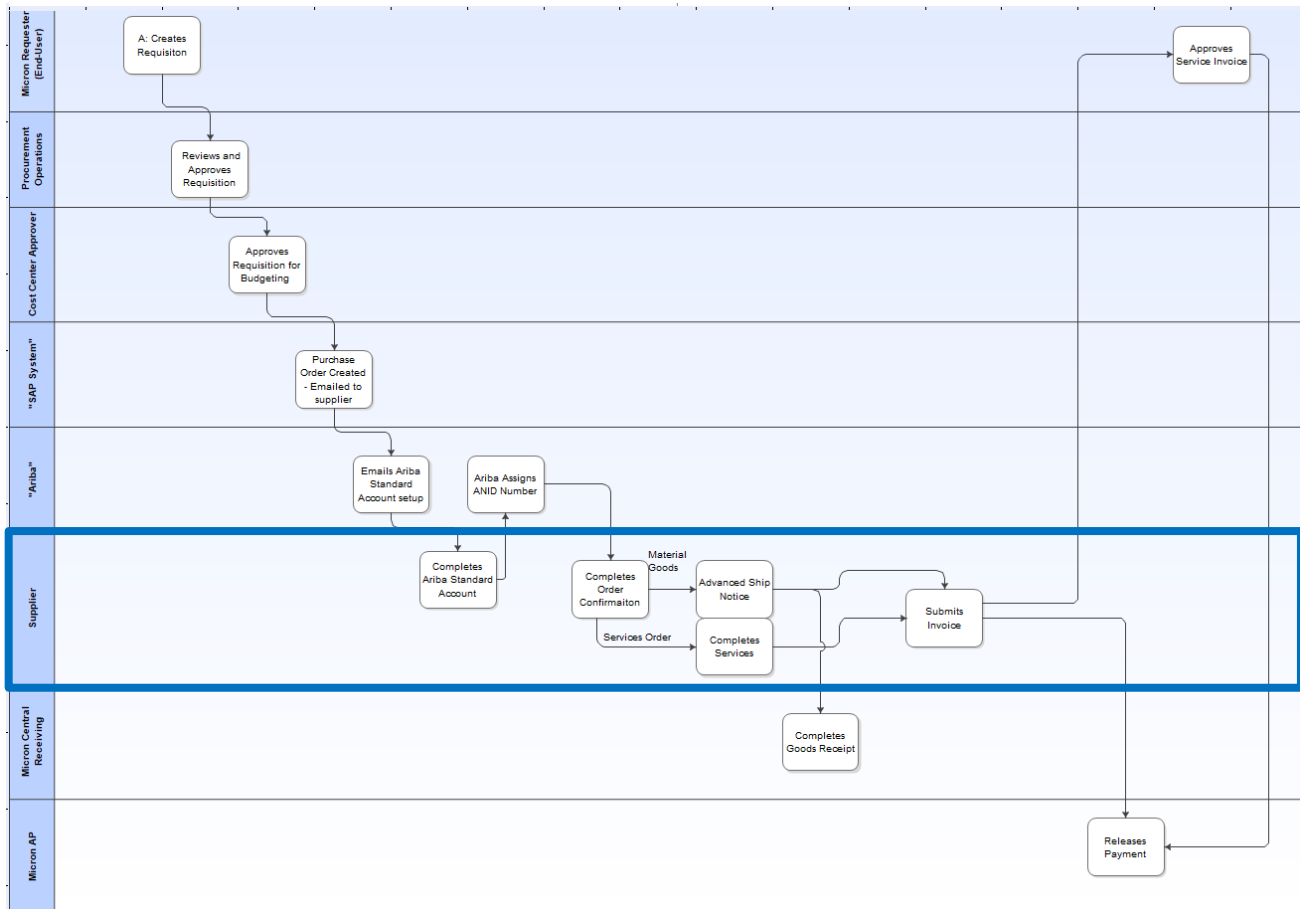 Micron Requester
(End-User)
A: Creates
Requisiton
Approves
Service Invoice
Procurement
Operations
Reviews and
Approves
Requisition
Cost Center Approver
Approves
Requisition for
Budgeting
"SAP System"
Purchase
Order Created
- Emailed to
supplier
"Ariba"
Emails Ariba
Standard
Account setup
Ariba Assigns
ANID Number
Supplier
Completes
Ariba Standard
Account
Completes
Order
Confirmaiton
Material
Goods
Services Order
Advanced Ship
Notice
Completes
Services
Submits
Invoice
Micron Central
Receiving
Completes
Goods Receipt
Micron AP
Releases
Payment